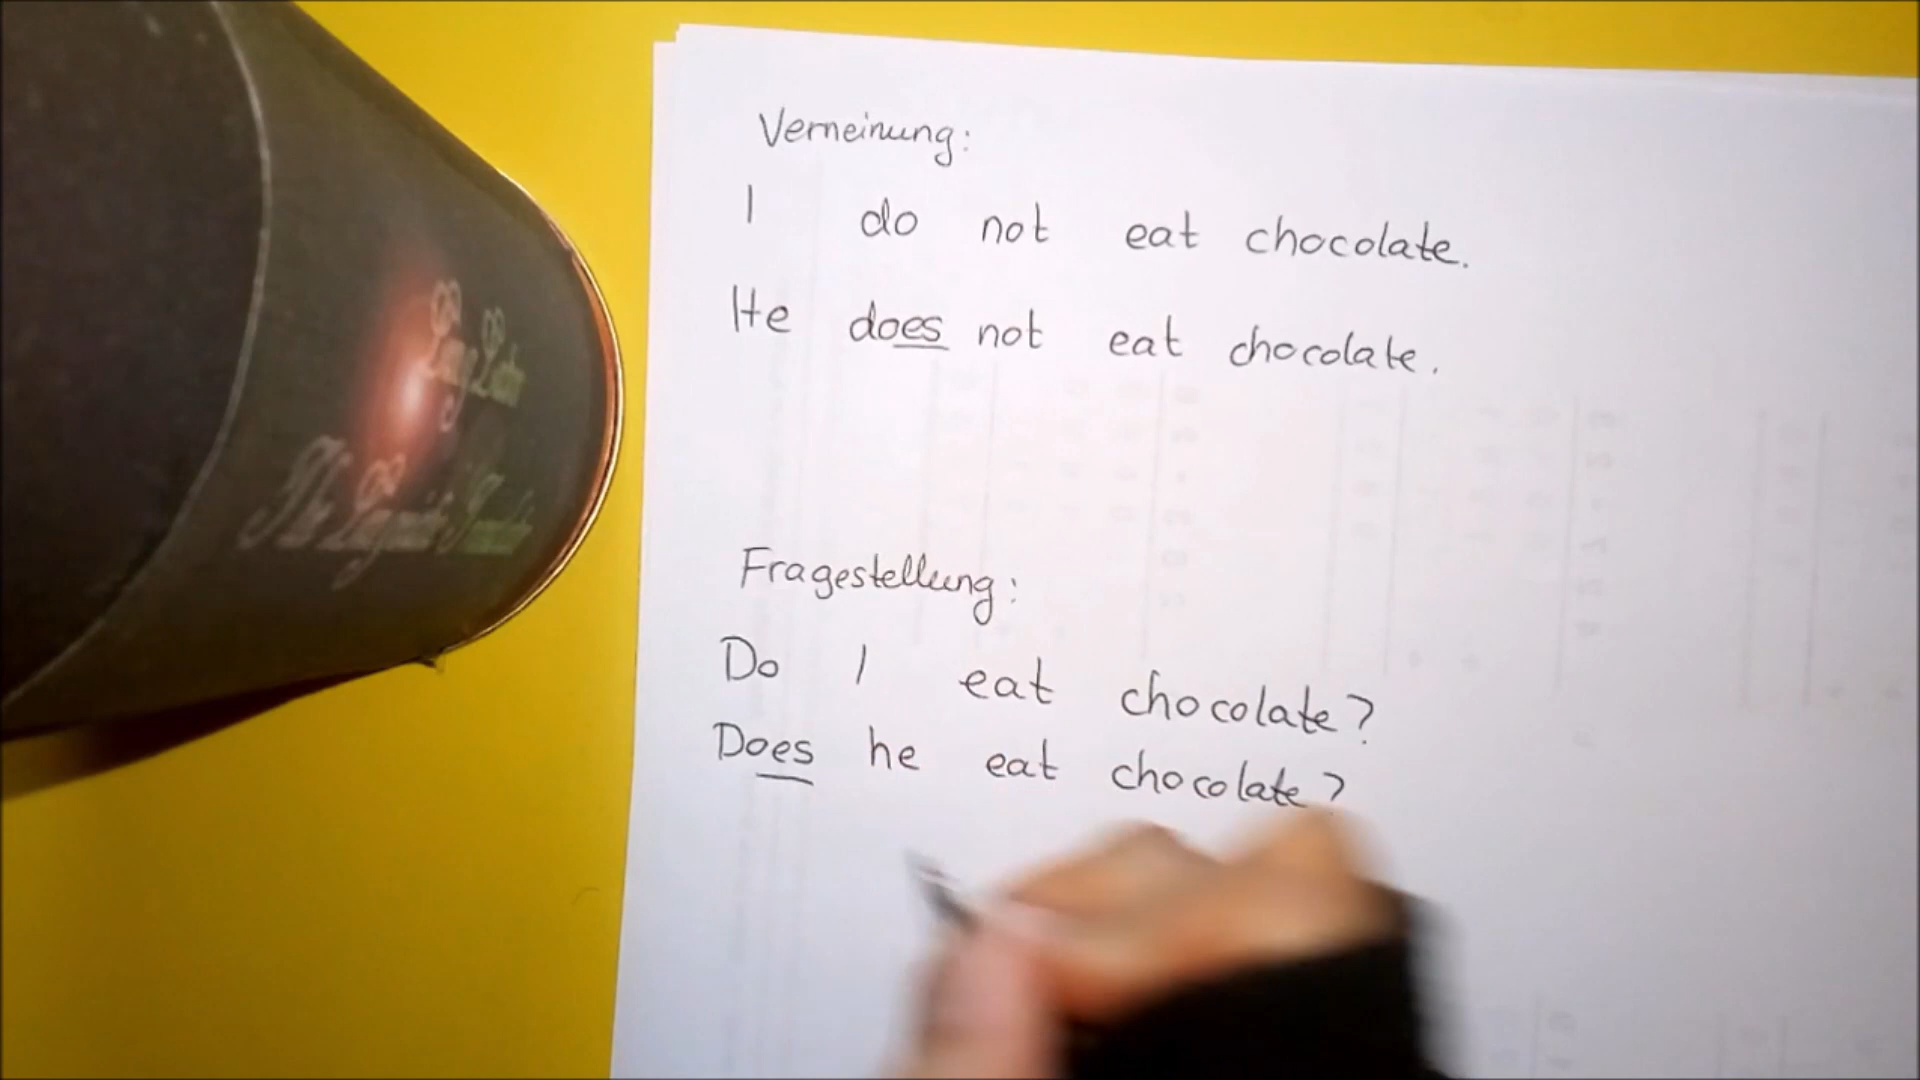 Verneinung:
I do not eat chocolate.
He does not eat chocolate.
Fragestellung:
Do I eat chocolate?
Does he eat chocolate?